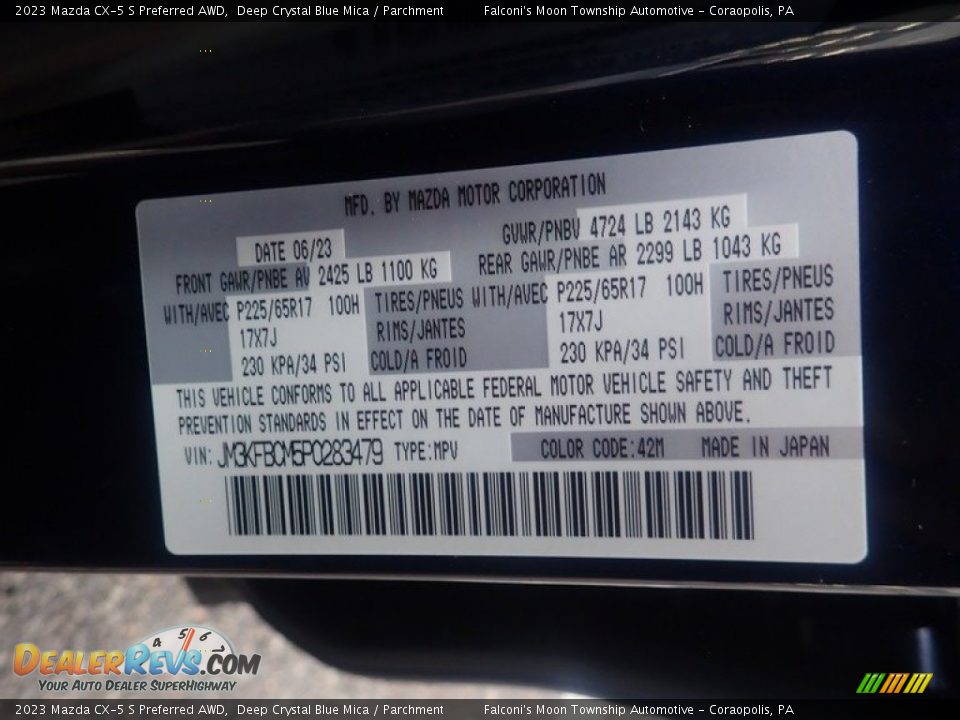 2023 Mazda CX-5 S Preferred AWD, Deep Crystal Blue Mica / Parchment Falconi's Moon Township Automotive - Coraopolis, PA
MFD. BY MAZDA MOTOR CORPORATION
DATE 06/23 GVWR/PNBV 4724 LB 2143 KG
FRONT GAWR/PNBE AV 2425 LB 1100 KG REAR GAWR/PNBE AR 2299 LB 1043 KG
WITH/AVEC P225/65R17 100H TIRES/PNEUS WITH/AVEC P225/65R17 100H TIRES/PNEUS
17X7J RIMS/JANTES 17X7J RIMS/JANTES
230 KPA/34 PSI COLD/A FROID 230 KPA/34 PSI COLD/A FROID
THIS VEHICLE CONFORMS TO ALL APPLICABLE FEDERAL MOTOR VEHICLE SAFETY AND THEFT
PREVENTION STANDARDS IN EFFECT ON THE DATE OF MANUFACTURE SHOWN ABOVE.
VIN: JM3KFBCM5P0283479 TYPE:MPV COLOR CODE:42M MADE IN JAPAN
4 5 6 7
DEALERREVS.COM
YOUR AUTO DEALER SUPERHIGHWAY
2023 Mazda CX-5 S Preferred AWD, Deep Crystal Blue Mica / Parchment Falconi's Moon Township Automotive - Coraopolis, PA